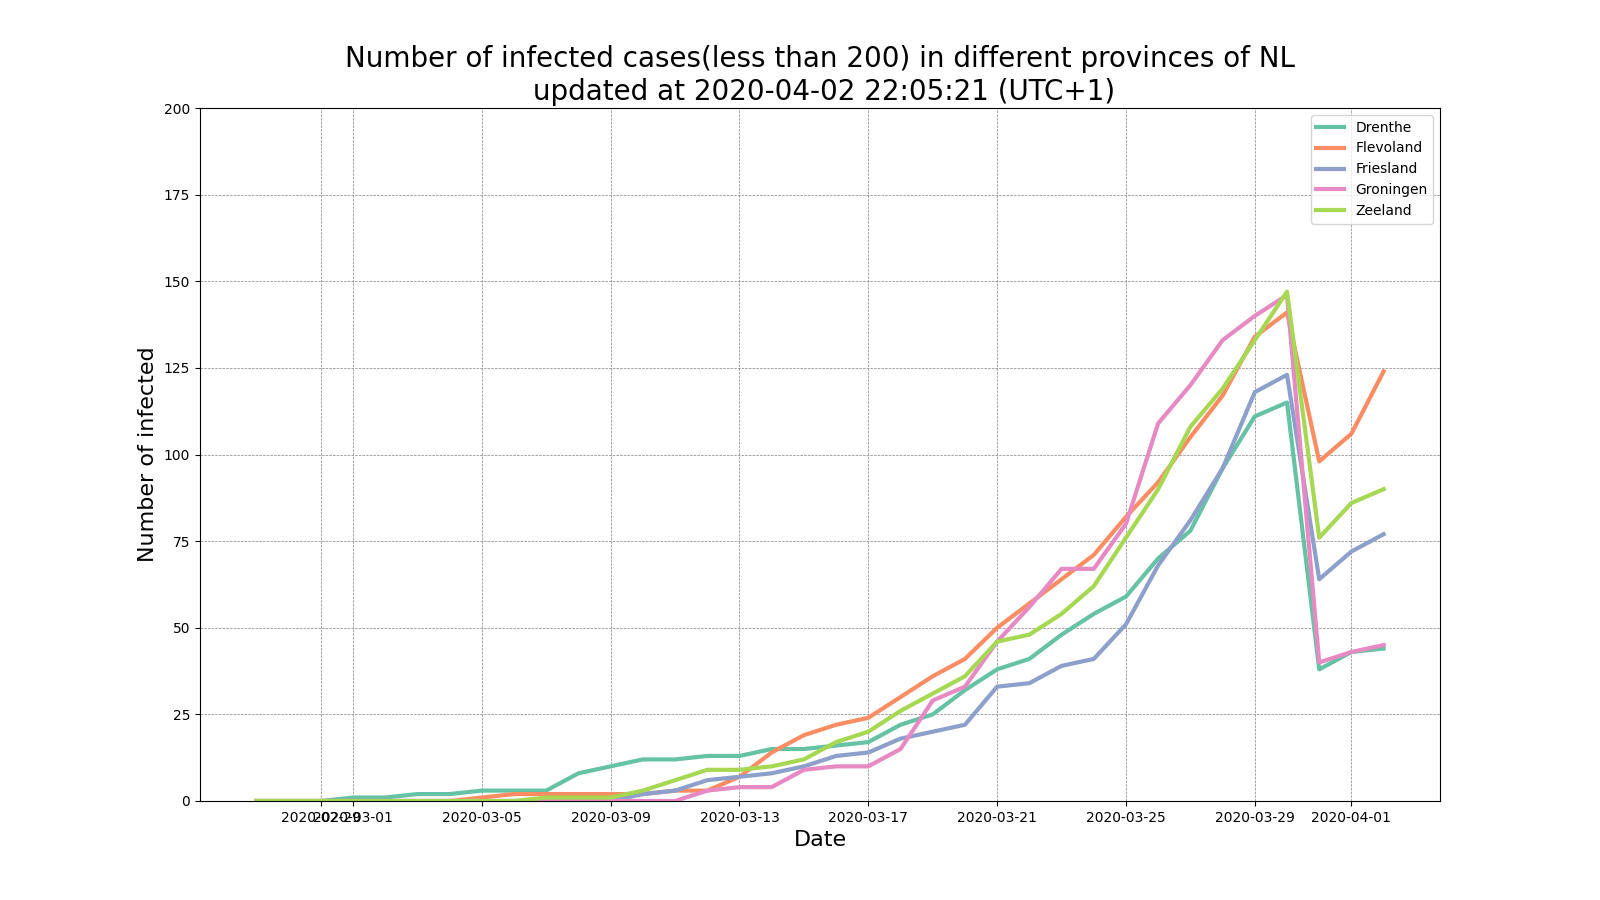 Number of infected cases(less than 200) in different provinces of NL
updated at 2020-04-02 22:05:21 (UTC+1)
200
175
150
125
100
75
50
25
0
Number of infected
Drenthe
Flevoland
Friesland
Groningen
Zeeland
2020-02-29 2020-03-01 2020-03-05 2020-03-09 2020-03-13 2020-03-17 2020-03-21 2020-03-25 2020-03-29 2020-04-01
Date